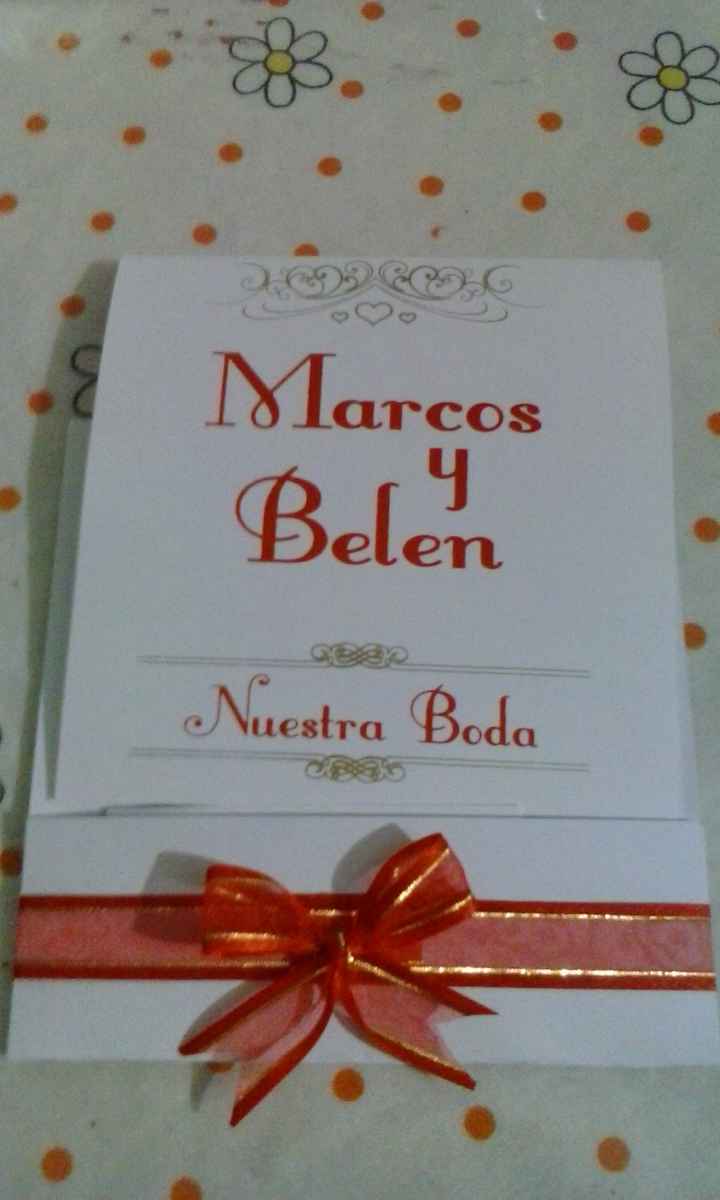 Marcos
y
Belen
Nuestra Boda